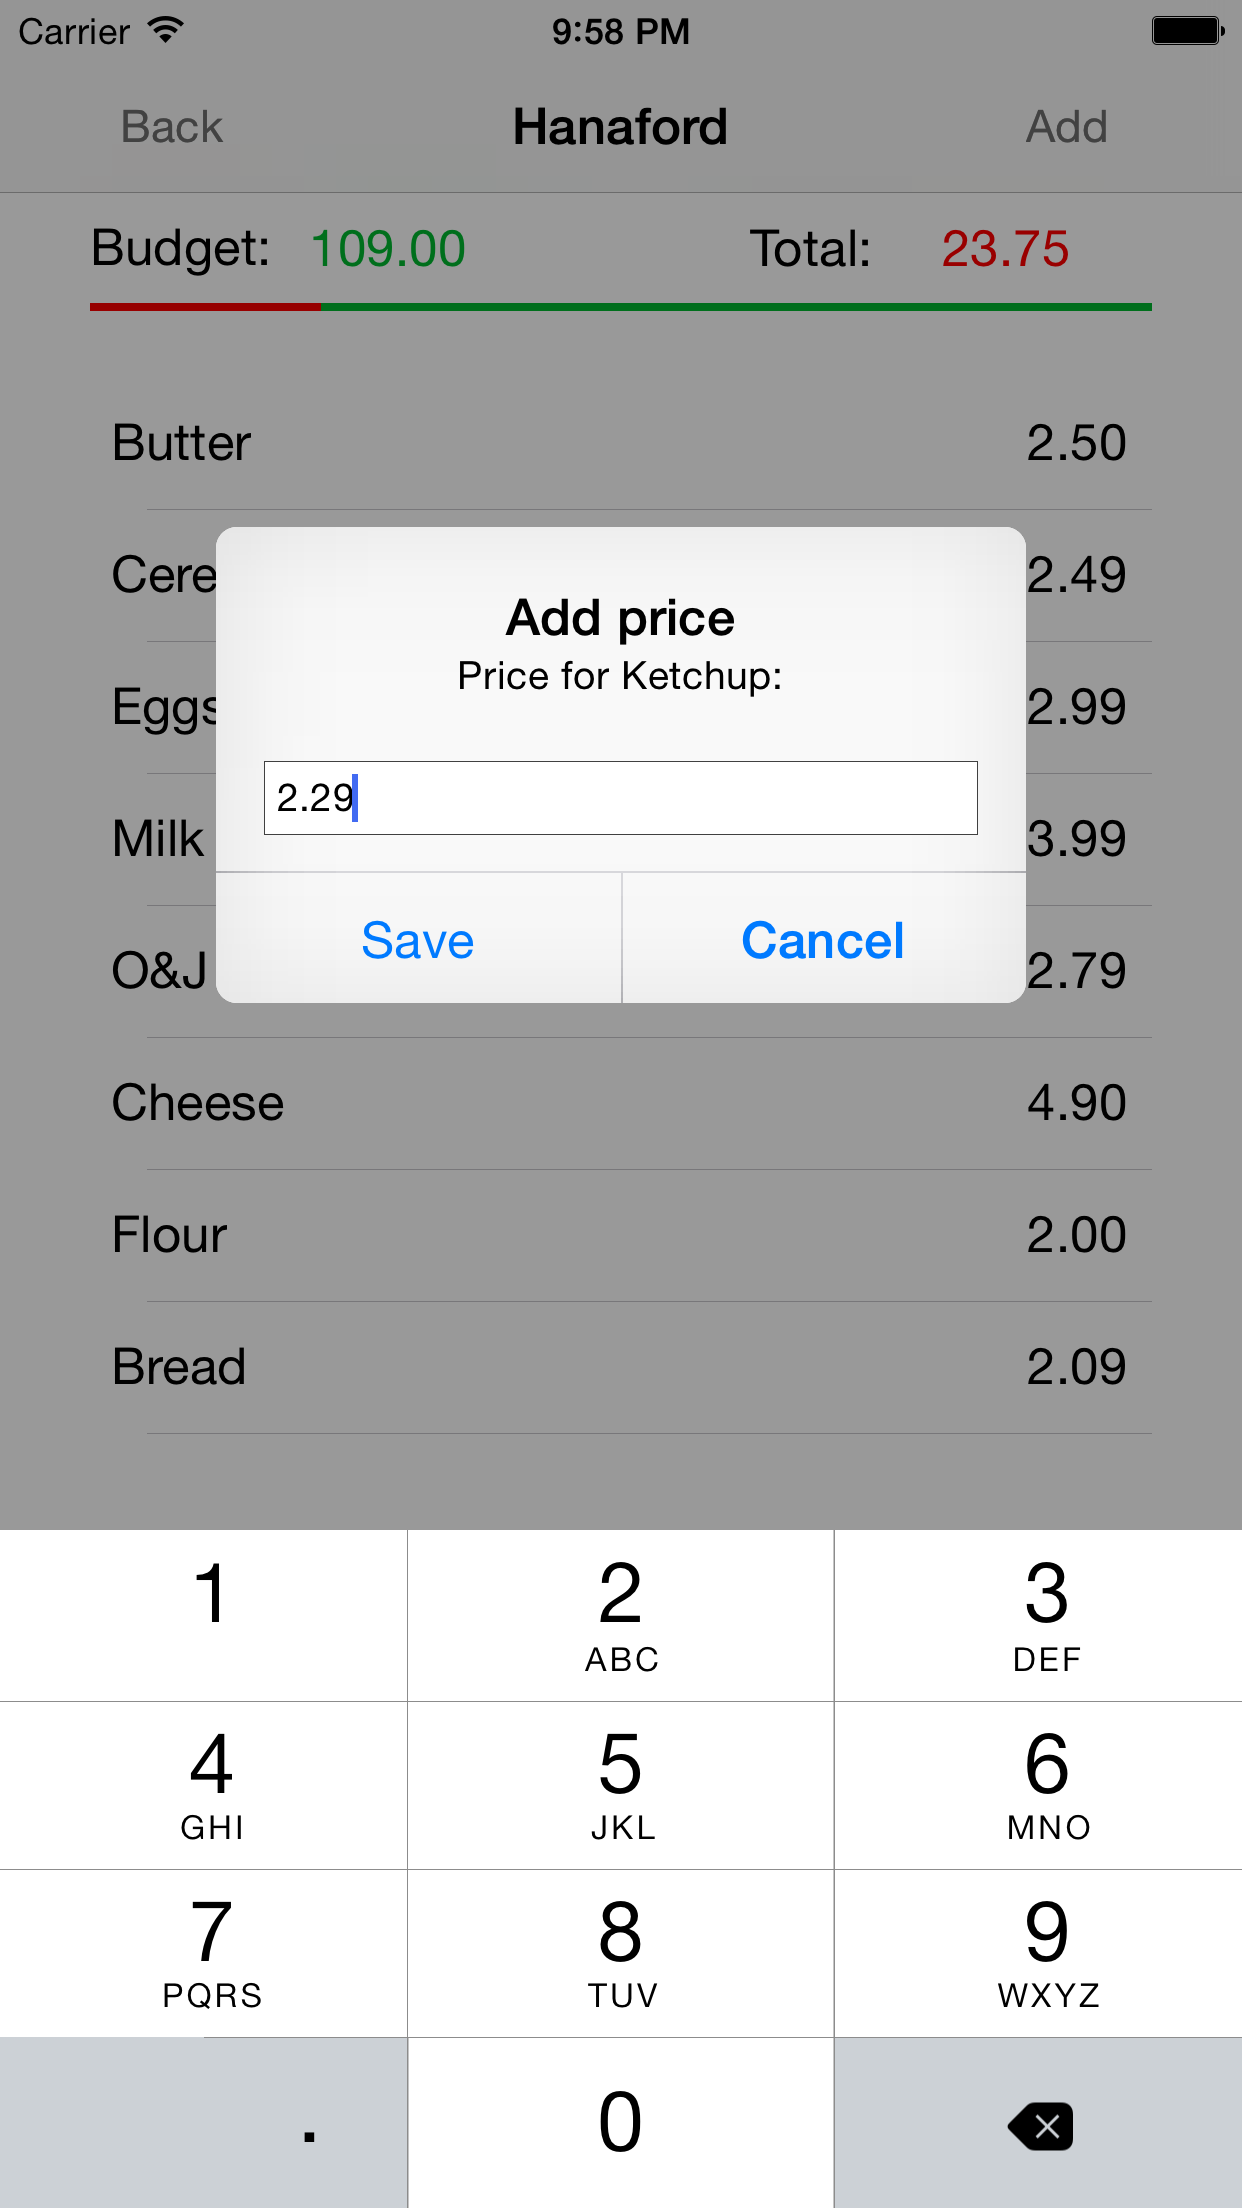 Carrier 9:58 PM
Back Hanaford Add
Budget: 109.00 Total: 23.75
Butter 2.50
Cere 2.49
Add price
Price for Ketchup:
Eggs 2.99
2.29
Milk 3.99
Save Cancel
O&J 2.79
Cheese 4.90
Flour 2.00
Bread 2.09
1 2 3
ABC DEF
4 5 6
GHI JKL MNO
7 8 9
PQRS TUV WXYZ
. 0